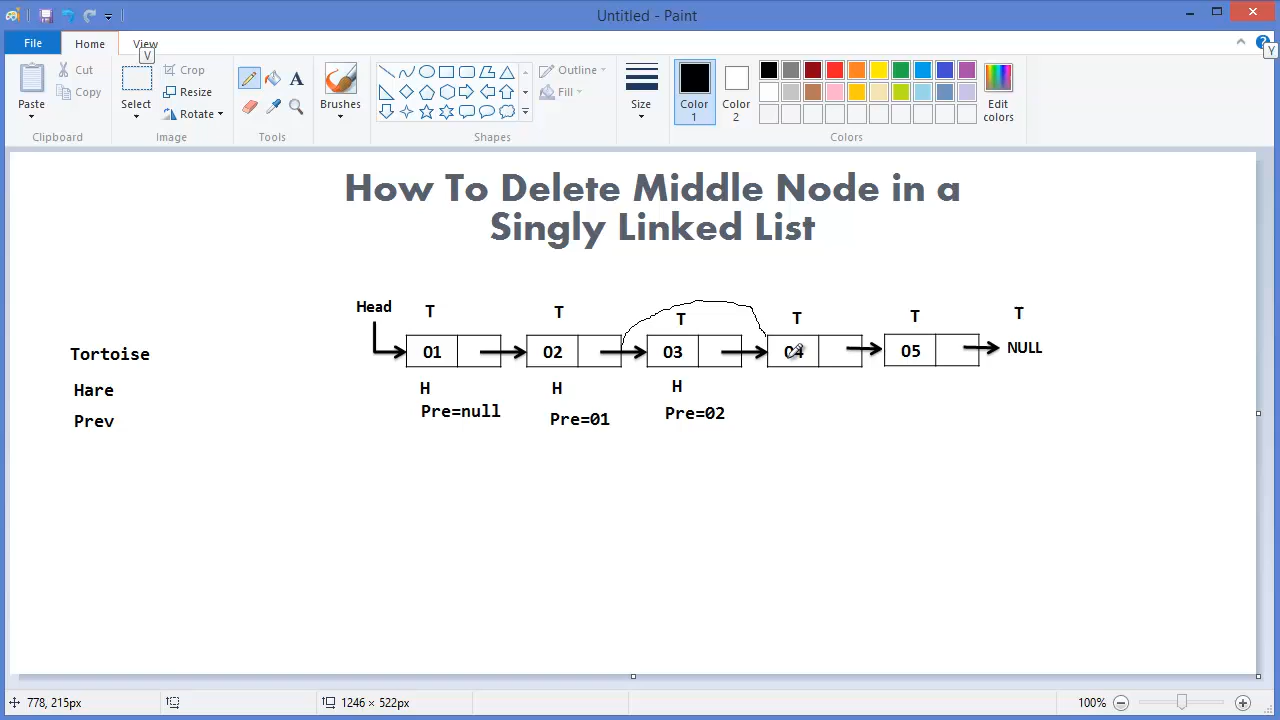 Untitled - Paint
File Home View
V
Y
Paste
Cut
Copy
Clipboard
Select
Crop
Resize
Rotate
Image
A
Tools
Brushes
Outline
Fill
Shapes
Size
Color 1
Color 2
Edit colors
Colors
How To Delete Middle Node in a
Singly Linked List
Head T T T T T T
01 02 03 04 05 NULL
Tortoise
Hare H H H
Pre=null Pre=01 Pre=02
Prev
778, 215px 1246 × 522px 100%